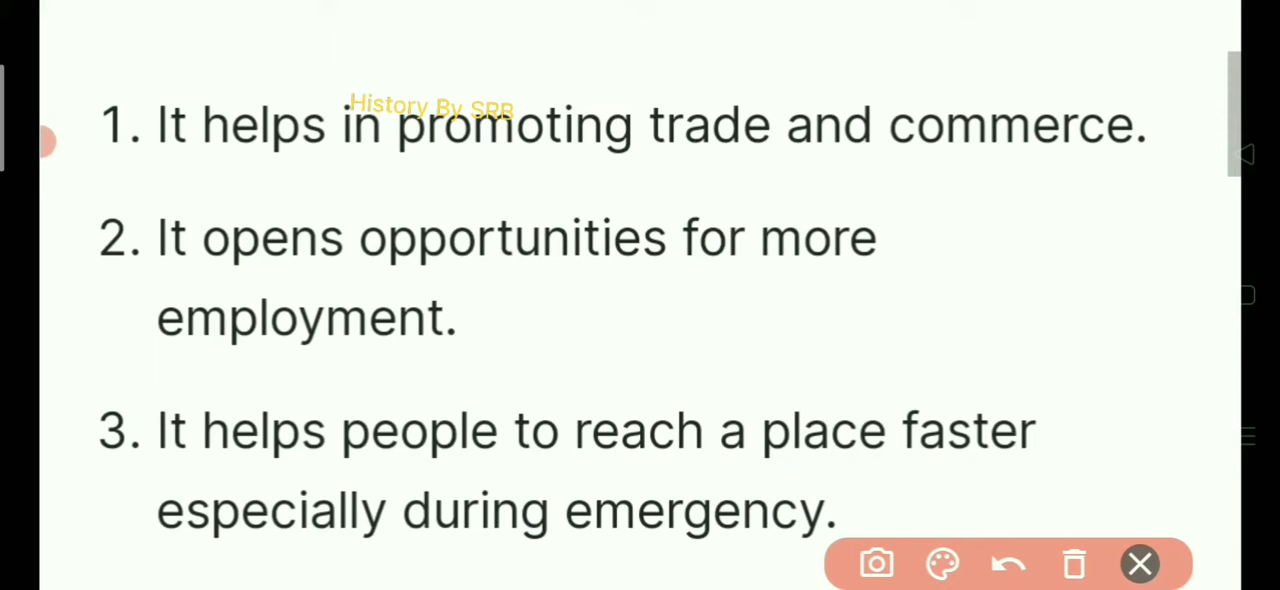 History By SRB
1. It helps in promoting trade and commerce.
2. It opens opportunities for more
employment.
3. It helps people to reach a place faster
especially during emergency.